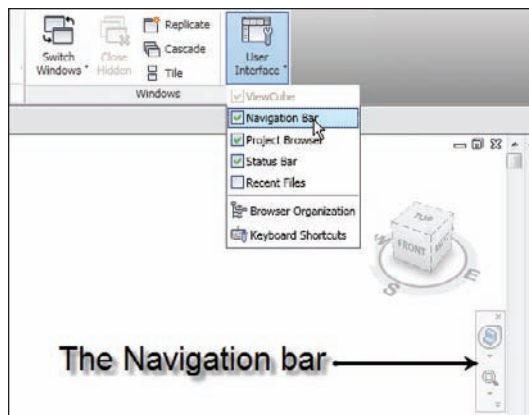 Replicate
Cascade
Tile
Switch
Windows
Close
Hidden
User
Interface
Windows
ViewCube
Navigation Bar
Project Browser
Status Bar
Recent Files
Browser Organization
Keyboard Shortcuts
TOP
FRONT
W
S
E
The Navigation bar